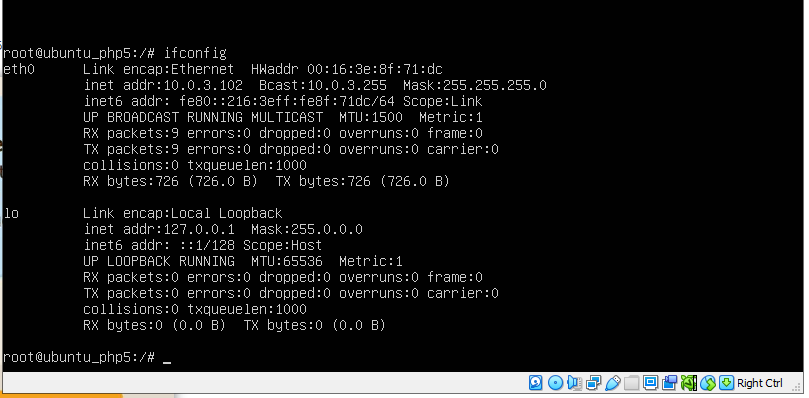 root@ubuntu_php5:/# ifconfig
eth0      Link encap:Ethernet  HWaddr 00:16:3e:8f:71:dc
          inet addr:10.0.3.102  Bcast:10.0.3.255  Mask:255.255.255.0
          inet6 addr: fe80::216:3eff:fe8f:71dc/64 Scope:Link
          UP BROADCAST RUNNING MULTICAST  MTU:1500  Metric:1
          RX packets:9 errors:0 dropped:0 overruns:0 frame:0
          TX packets:9 errors:0 dropped:0 overruns:0 carrier:0
          collisions:0 txqueuelen:1000
          RX bytes:726 (726.0 B)  TX bytes:726 (726.0 B)
lo        Link encap:Local Loopback
          inet addr:127.0.0.1  Mask:255.0.0.0
          inet6 addr: ::1/128 Scope:Host
          UP LOOPBACK RUNNING  MTU:65536  Metric:1
          RX packets:0 errors:0 dropped:0 overruns:0 frame:0
          TX packets:0 errors:0 dropped:0 overruns:0 carrier:0
          collisions:0 txqueuelen:1000
          RX bytes:0 (0.0 B)  TX bytes:0 (0.0 B)
root@ubuntu_php5:/# _
Right Ctrl